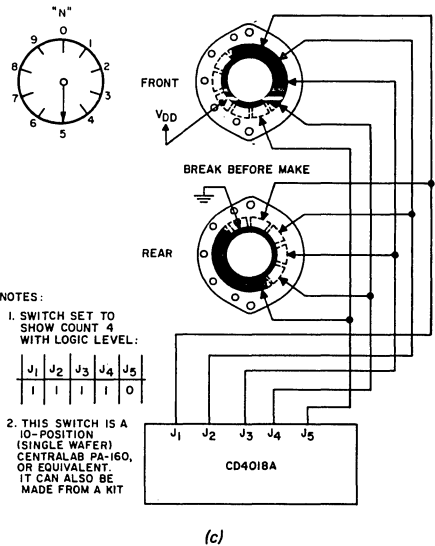 "N"
0
1
2
3
4
5
6
7
8
9
FRONT
VDD
BREAK BEFORE MAKE
REAR
NOTES:
1. SWITCH SET TO
SHOW COUNT 4
WITH LOGIC LEVEL:
J1 J2 J3 J4 J5
1 1 1 1 0
2. THIS SWITCH IS A
10-POSITION
(SINGLE WAFER)
CENTRALAB PA-160,
OR EQUIVALENT.
IT CAN ALSO BE
MADE FROM A KIT
J1 J2 J3 J4 J5
CD4018A
(c)